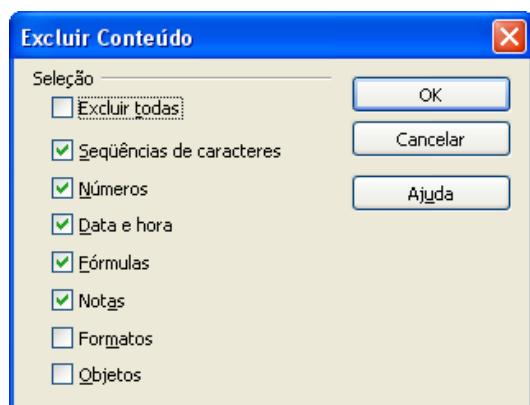 Excluir Conteúdo
Seleção
Excluir todas
Seqüências de caracteres
Números
Data e hora
Fórmulas
Notas
Formatos
Objetos
OK
Cancelar
Ajuda